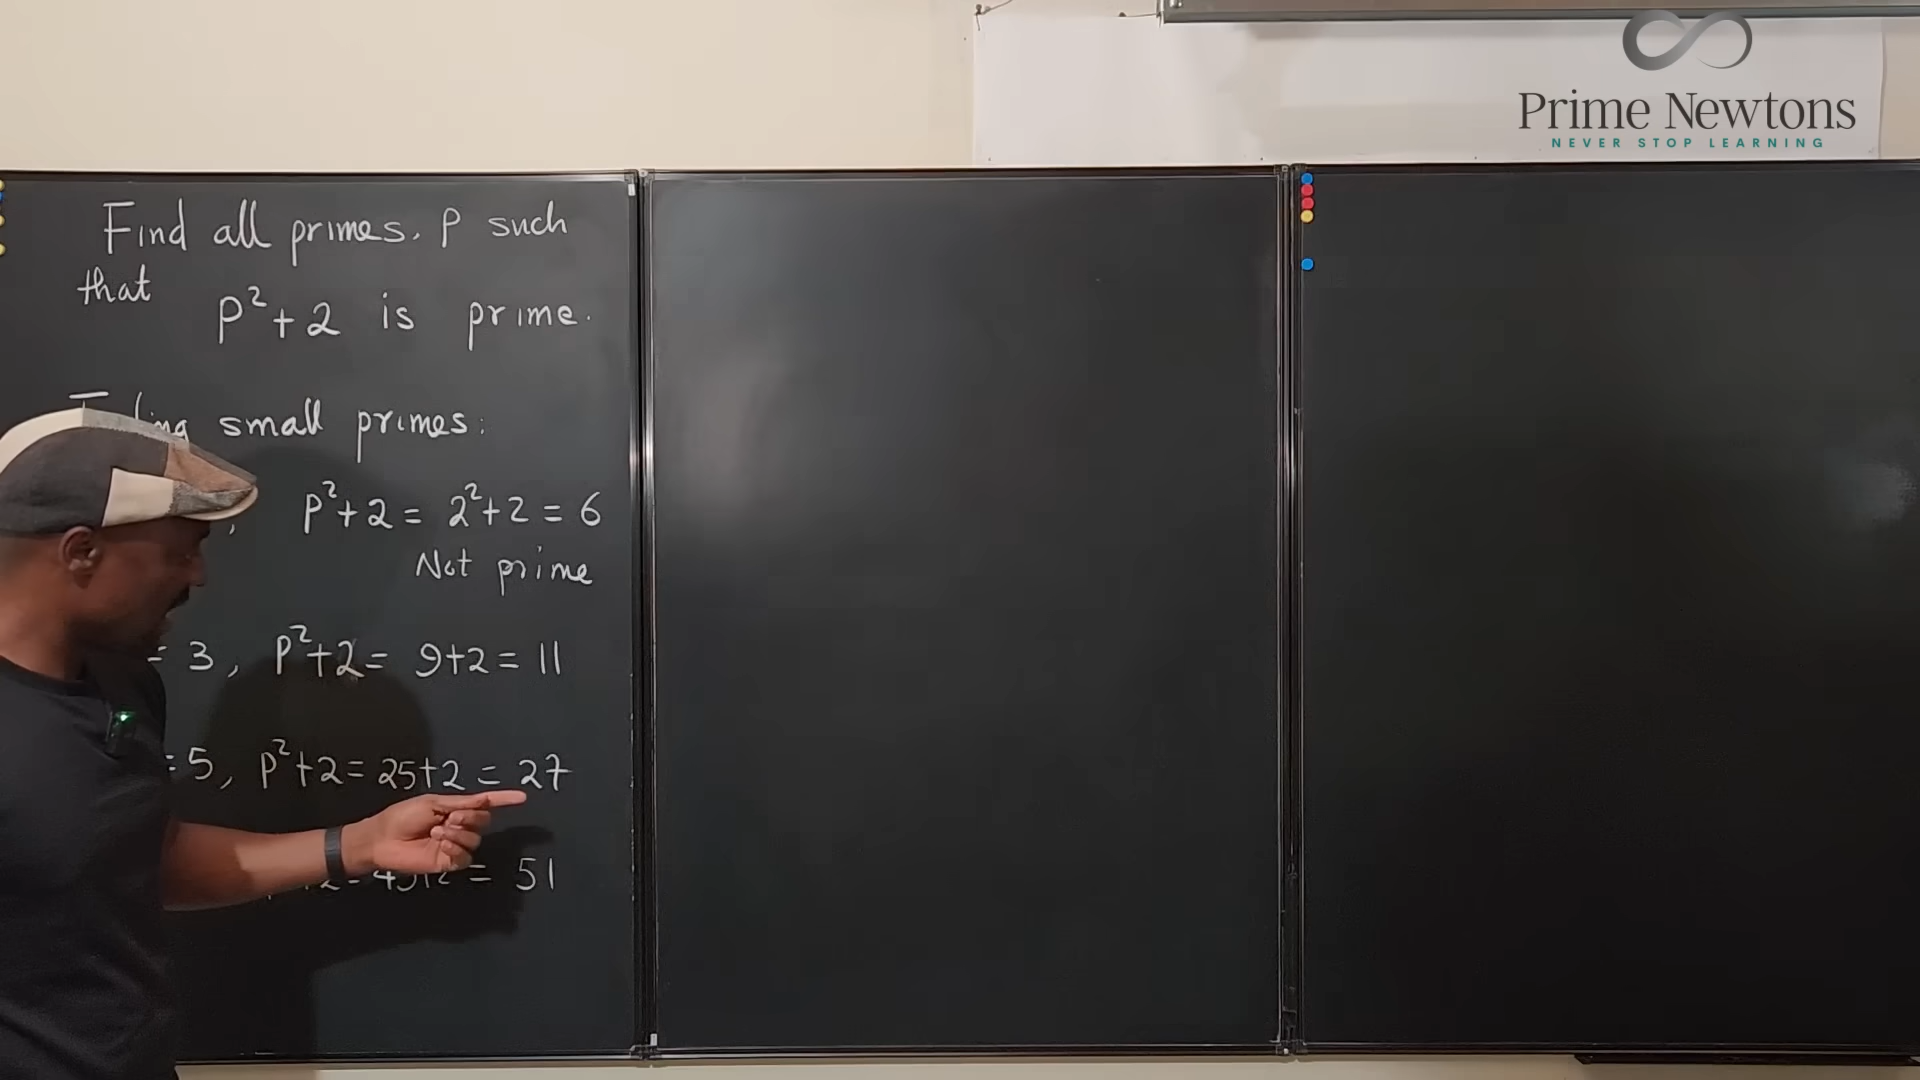 Prime Newtons
NEVER STOP LEARNING
Find all primes, P such
that
P²+2 is prime.
small primes:
, P²+2 = 2²+2 = 6
Not prime
= 3, P²+2 = 9+2 = 11
=5, P²+2 = 25+2 = 27
= 51